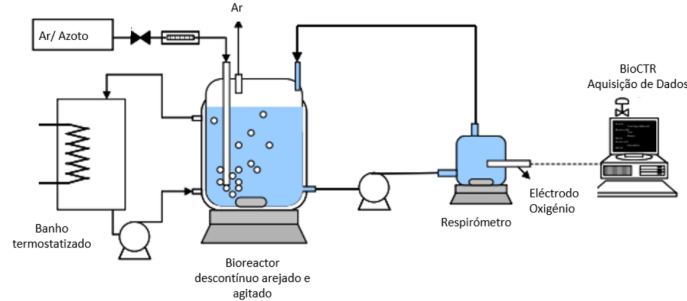 Ar
Ar/ Azoto
BioCTR
Aquisição de Dados
Banho
termostatizado
Bioreactor
descontínuo arejado e
agitado
Respirómetro
Eléctrodo
Oxigénio